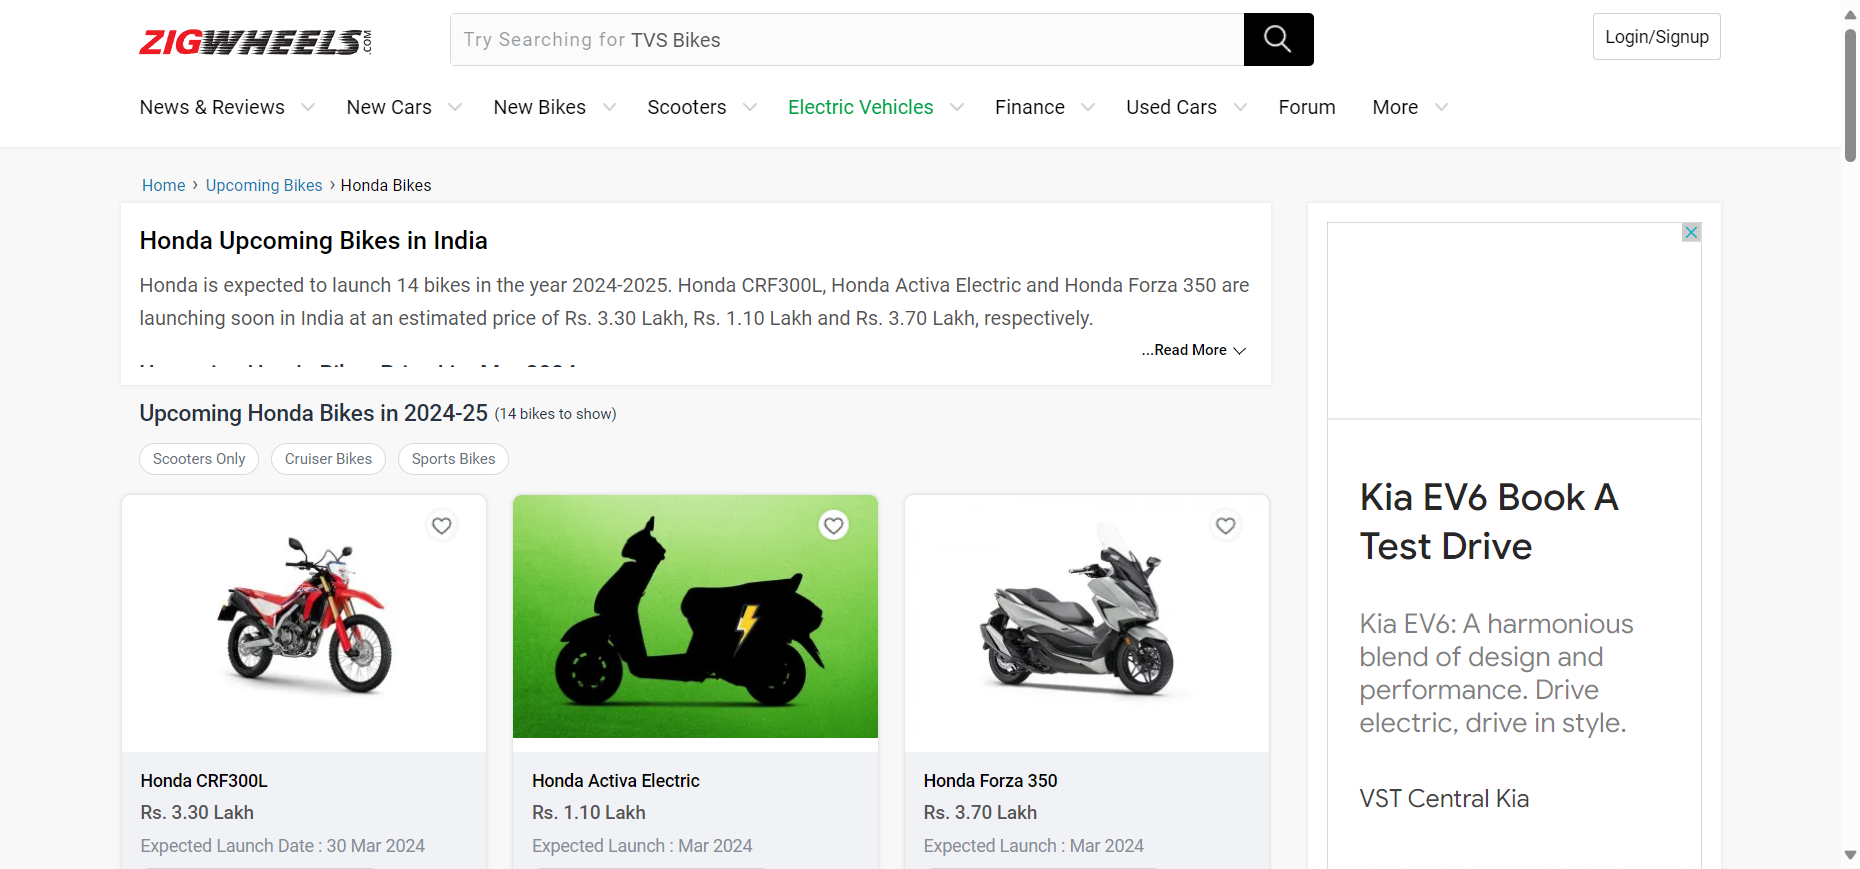 ZIGWHEELS.COM
Try Searching for TVS Bikes
Login/Signup
News & Reviews
New Cars
New Bikes
Scooters
Electric Vehicles
Finance
Used Cars
Forum
More
Home › Upcoming Bikes › Honda Bikes
Honda Upcoming Bikes in India
Honda is expected to launch 14 bikes in the year 2024-2025. Honda CRF300L, Honda Activa Electric and Honda Forza 350 are
launching soon in India at an estimated price of Rs. 3.30 Lakh, Rs. 1.10 Lakh and Rs. 3.70 Lakh, respectively.
...Read More
Upcoming Honda Bikes in 2024-25 (14 bikes to show)
Scooters Only
Cruiser Bikes
Sports Bikes
Honda CRF300L
Rs. 3.30 Lakh
Expected Launch Date : 30 Mar 2024
Honda Activa Electric
Rs. 1.10 Lakh
Expected Launch : Mar 2024
Honda Forza 350
Rs. 3.70 Lakh
Expected Launch : Mar 2024
Kia EV6 Book A
Test Drive
Kia EV6: A harmonious
blend of design and
performance. Drive
electric, drive in style.
VST Central Kia